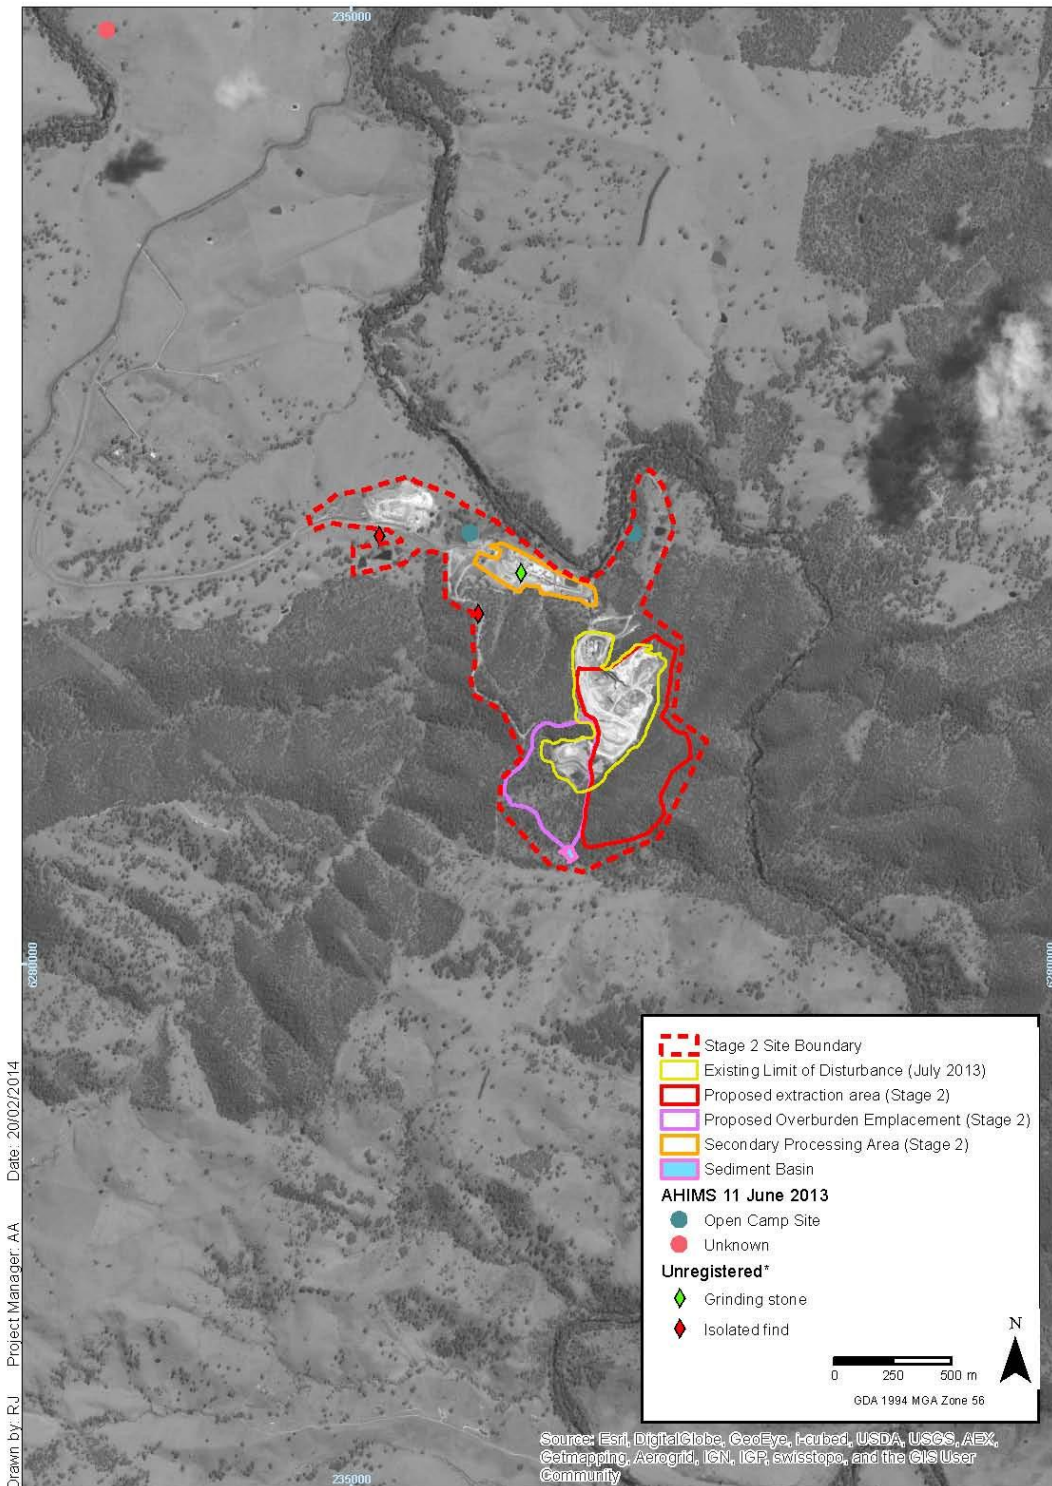 235000
6280000
6280000
Stage 2 Site Boundary
Existing Limit of Disturbance (July 2013)
Proposed extraction area (Stage 2)
Proposed Overburden Emplacement (Stage 2)
Secondary Processing Area (Stage 2)
Sediment Basin
AHIMS 11 June 2013
Open Camp Site
Unknown
Unregistered*
Grinding stone
Isolated find
N
0 250 500 m
GDA 1994 MGA Zone 56
Drawn by: RJ Project Manager: AA Date: 20/02/2014
Source: Esri, DigitalGlobe, GeoEye, i-cubed, USDA, USGS, AEX,
Getmapping, Aerogrid, IGN, IGP, swisstopo, and the GIS User
Community
235000